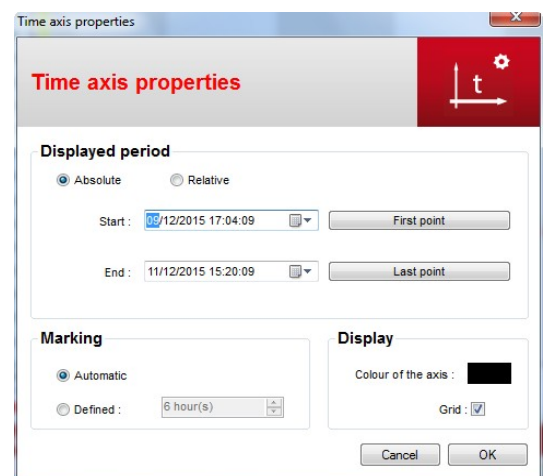 Time axis properties
Time axis properties
t
Displayed period
Absolute Relative
Start : 09/12/2015 17:04:09 First point
End : 11/12/2015 15:20:09 Last point
Marking Display
Automatic Colour of the axis :
Defined : 6 hour(s) Grid :
Cancel OK